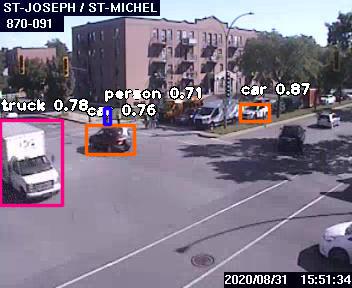 ST-JOSEPH / ST-MICHEL
870-091
person 0.71
car 0.87
truck 0.78
car 0.76
2020/08/31 15:51:34